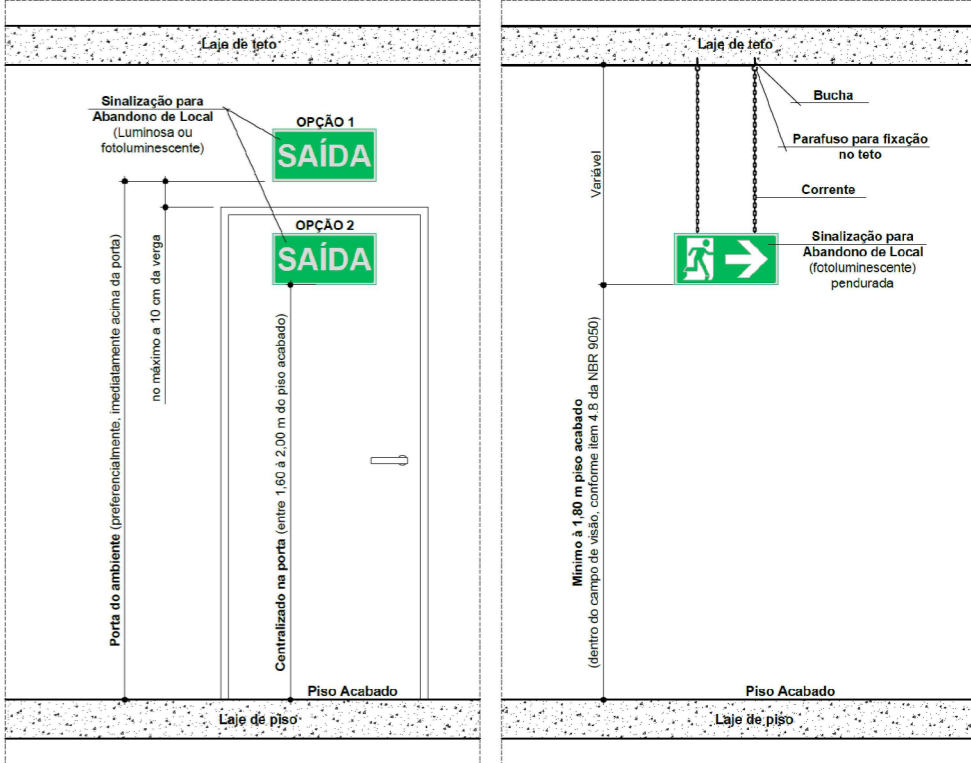 Laje de teto
Sinalização para
Abandono de Local
(Luminosa ou
fotoluminescente)
OPÇÃO 1
SAÍDA
OPÇÃO 2
SAÍDA
Porta do ambiente (preferencialmente, imediatamente acima da porta)
no máximo a 10 cm da verga
Centralizado na porta (entre 1,60 à 2,00 m do piso acabado)
Piso Acabado
Laje de piso
Laje de teto
Bucha
Parafuso para fixação
no teto
Corrente
Variável
Sinalização para
Abandono de Local
(fotoluminescente)
pendurada
Mínimo à 1,80 m piso acabado
(dentro do campo de visão, conforme item 4.8 da NBR 9050)
Piso Acabado
Laje de piso